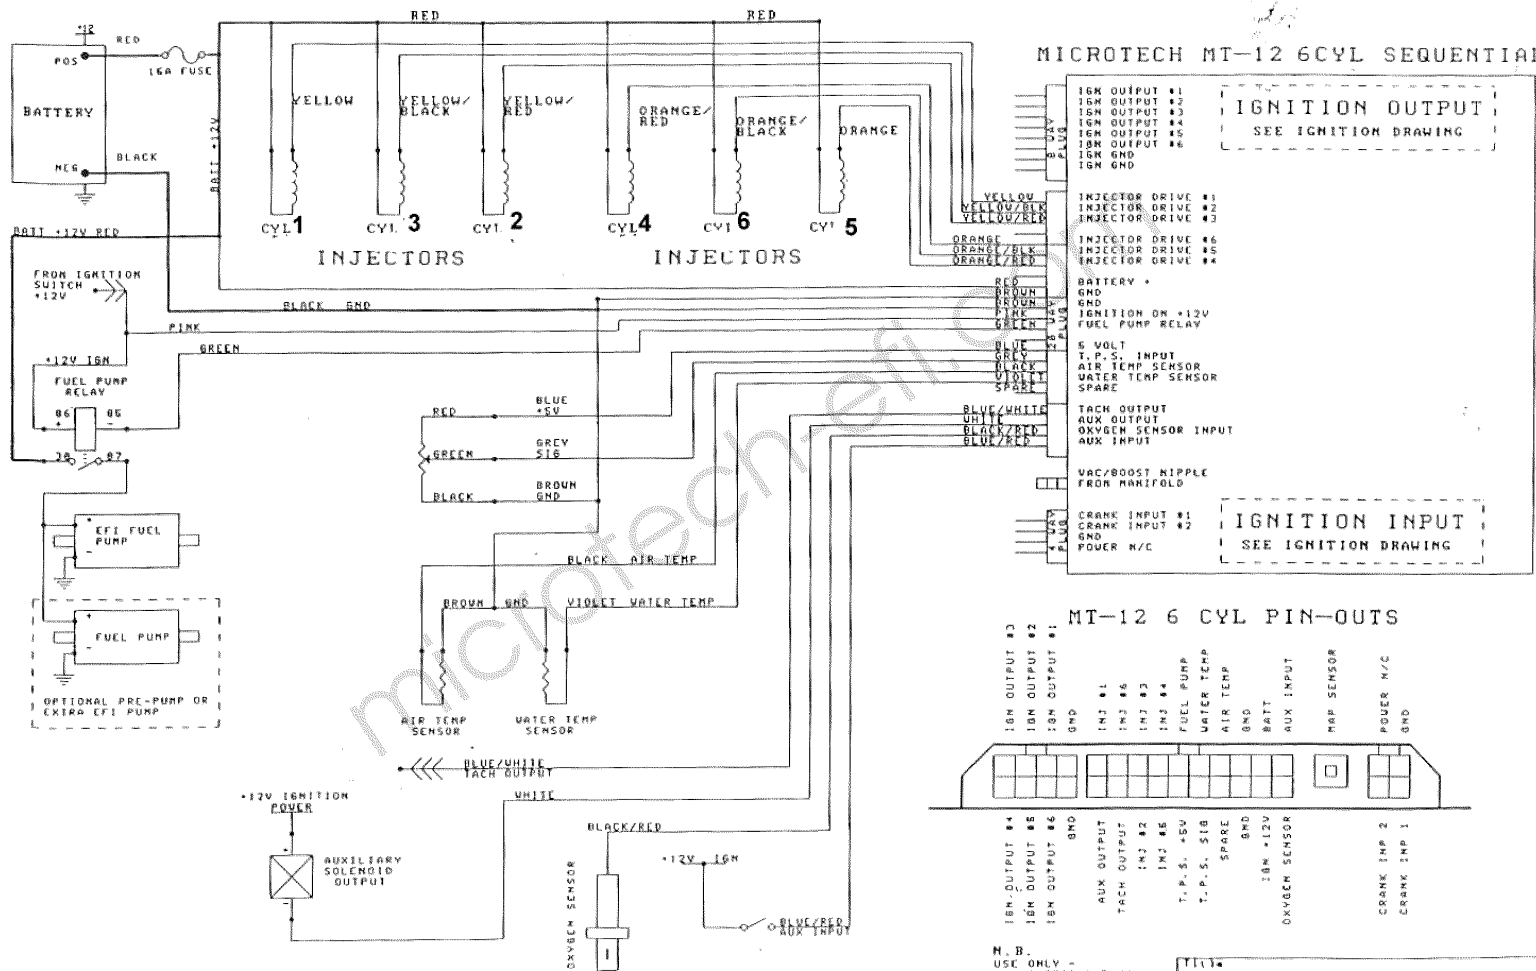 RED
RED
+12
RED
POS
16A FUSE
BATTERY
NEG
BLACK
BATT +12V
YELLOW
YELLOW/
BLACK
YELLOW/
RED
ORANGE/
RED
ORANGE/
BLACK
ORANGE
CYL 1
CYL 3
CYL 2
CYL 4
CYL 6
CYL 5
INJECTORS
INJECTORS
BATT +12V RED
FROM IGNITION
SWITCH
+12V
BLACK GND
PINK
GREEN
+12V IGN
FUEL PUMP
RELAY
86
85
+
-
30
87
RED
BLUE
+5V
GREEN
GREY
SIG
BLACK
BROWN
GND
+
EFI FUEL
PUMP
-
+
FUEL PUMP
-
OPTIONAL PRE-PUMP OR
EXTRA EFI PUMP
BLACK AIR TEMP
BROWN GND
VIOLET WATER TEMP
AIR TEMP
SENSOR
WATER TEMP
SENSOR
BLUE/WHITE
TACH OUTPUT
WHITE
+12V IGNITION
POWER
AUXILIARY
SOLENOID
OUTPUT
BLACK/RED
OXYGEN SENSOR
+12V IGN
BLUE/RED
AUX INPUT
MICROTECH MT-12 6CYL SEQUENTIAL
8 WAY
PLUG
IGN OUTPUT #1
IGN OUTPUT #2
IGN OUTPUT #3
IGN OUTPUT #4
IGN OUTPUT #5
IGN OUTPUT #6
IGN GND
IGN GND
IGNITION OUTPUT
SEE IGNITION DRAWING
YELLOW INJECTOR DRIVE #1
YELLOW/BLK INJECTOR DRIVE #2
YELLOW/RED INJECTOR DRIVE #3
ORANGE INJECTOR DRIVE #6
ORANGE/BLK INJECTOR DRIVE #5
ORANGE/RED INJECTOR DRIVE #4
RED BATTERY +
BROWN GND
BROWN GND
PINK IGNITION ON +12V
GREEN FUEL PUMP RELAY
WAY
PLUG
BLUE 5 VOLT
GREY T.P.S. INPUT
BLACK AIR TEMP SENSOR
VIOLET WATER TEMP SENSOR
SPARE SPARE
BLUE/WHITE TACH OUTPUT
WHITE AUX OUTPUT
BLACK/RED OXYGEN SENSOR INPUT
BLUE/RED AUX INPUT
VAC/BOOST NIPPLE
FROM MANIFOLD
4 WAY
PLUG
CRANK INPUT #1
CRANK INPUT #2
GND
POWER N/C
IGNITION INPUT
SEE IGNITION DRAWING
MT-12 6 CYL PIN-OUTS
IGN OUTPUT #3
IGN OUTPUT #2
IGN OUTPUT #1
GND
INJ #1
INJ #6
INJ #3
INJ #4
FUEL PUMP
WATER TEMP
AIR TEMP
GND
BATT
AUX INPUT
MAP SENSOR
POWER N/C
GND
IGN OUTPUT #4
IGN OUTPUT #5
IGN OUTPUT #6
GND
AUX OUTPUT
TACH OUTPUT
INJ #2
INJ #5
T.P.S. +5V
T.P.S. SIG
SPARE
GND
IGN +12V
OXYGEN SENSOR
CRANK INP 2
CRANK INP 1
N.B.
USE ONLY -
Title
microtech-efi.com